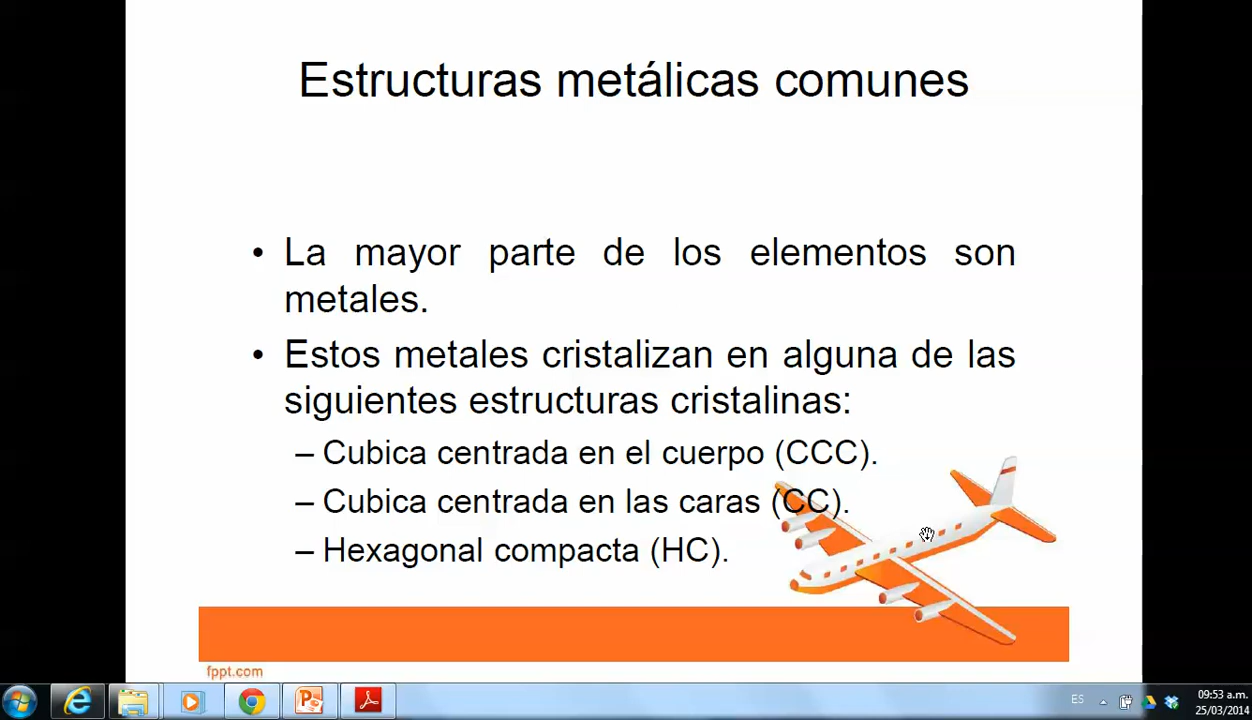 Estructuras metálicas comunes
• La mayor parte de los elementos son
metales.
• Estos metales cristalizan en alguna de las
siguientes estructuras cristalinas:
– Cubica centrada en el cuerpo (CCC).
– Cubica centrada en las caras (CC).
– Hexagonal compacta (HC).
fppt.com
ES
09:53 a.m.
25/03/2014